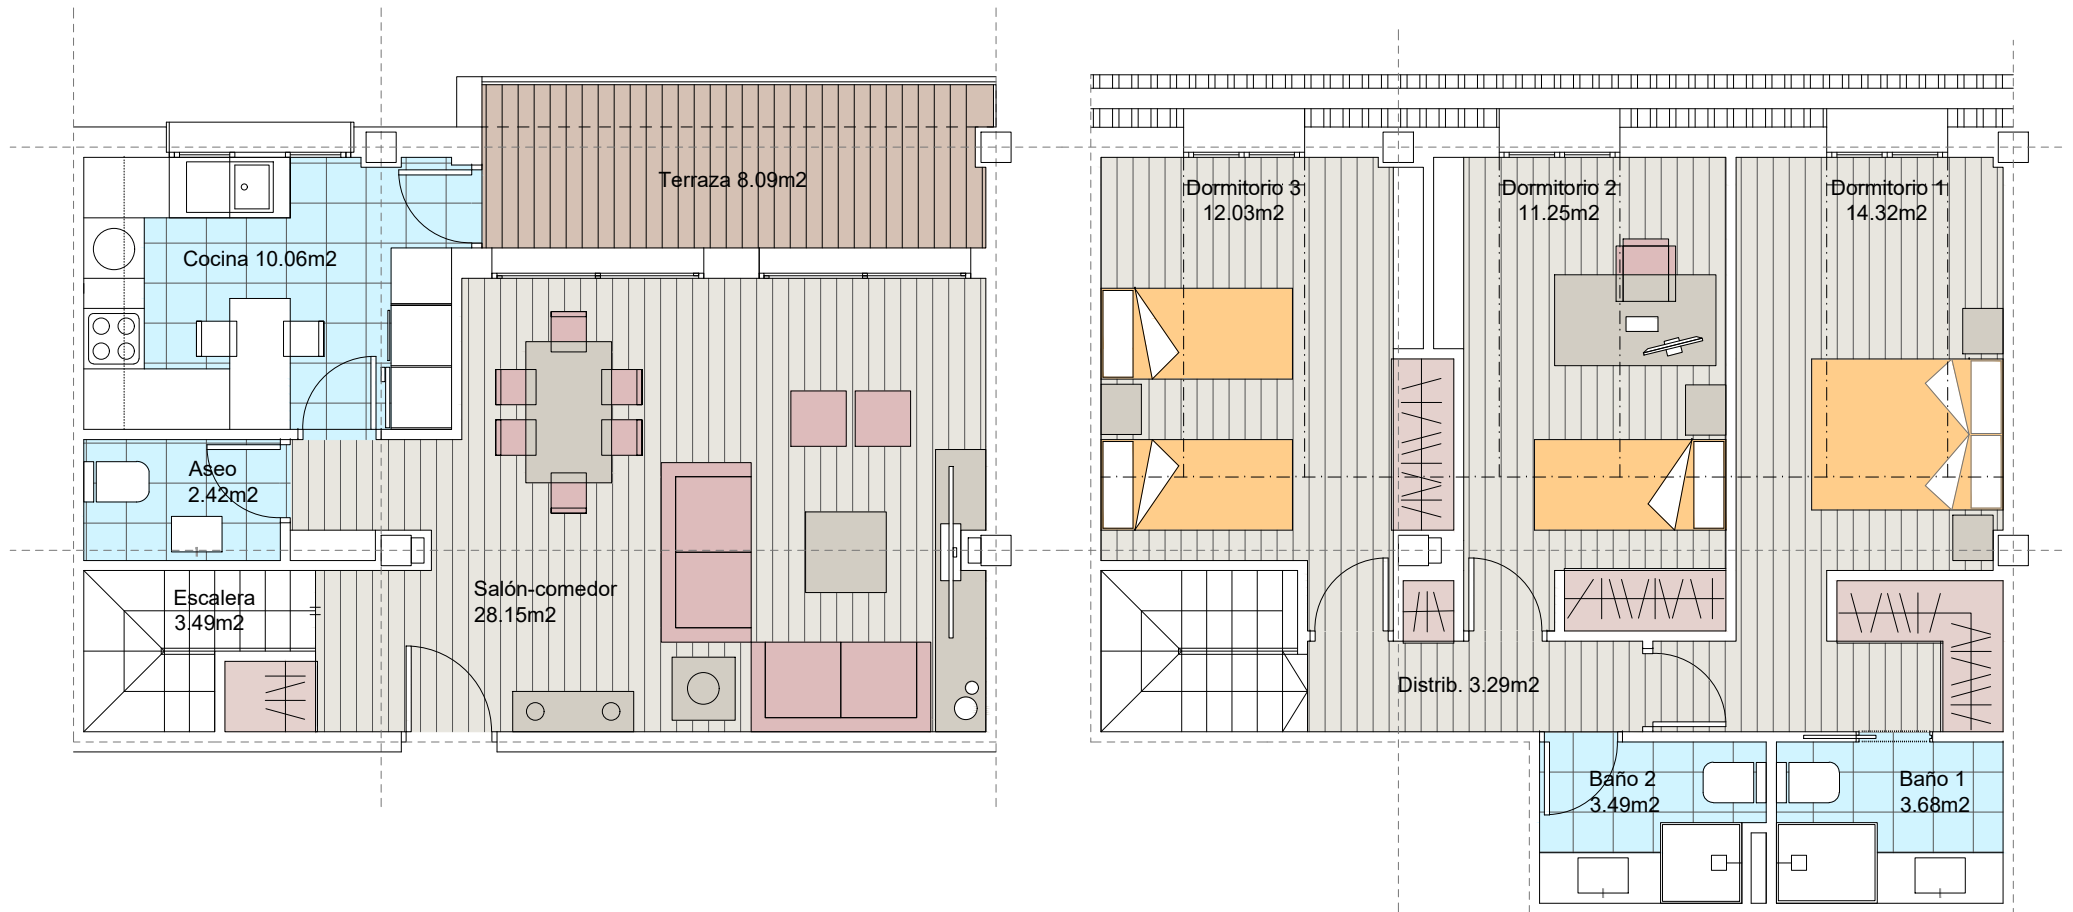 Terraza 8.09m2
Cocina 10.06m2
Aseo
2.42m2
Escalera
3.49m2
Salón-comedor
28.15m2
Dormitorio 3
12.03m2
Dormitorio 2
11.25m2
Dormitorio 1
14.32m2
Distrib. 3.29m2
Baño 2
3.49m2
Baño 1
3.68m2